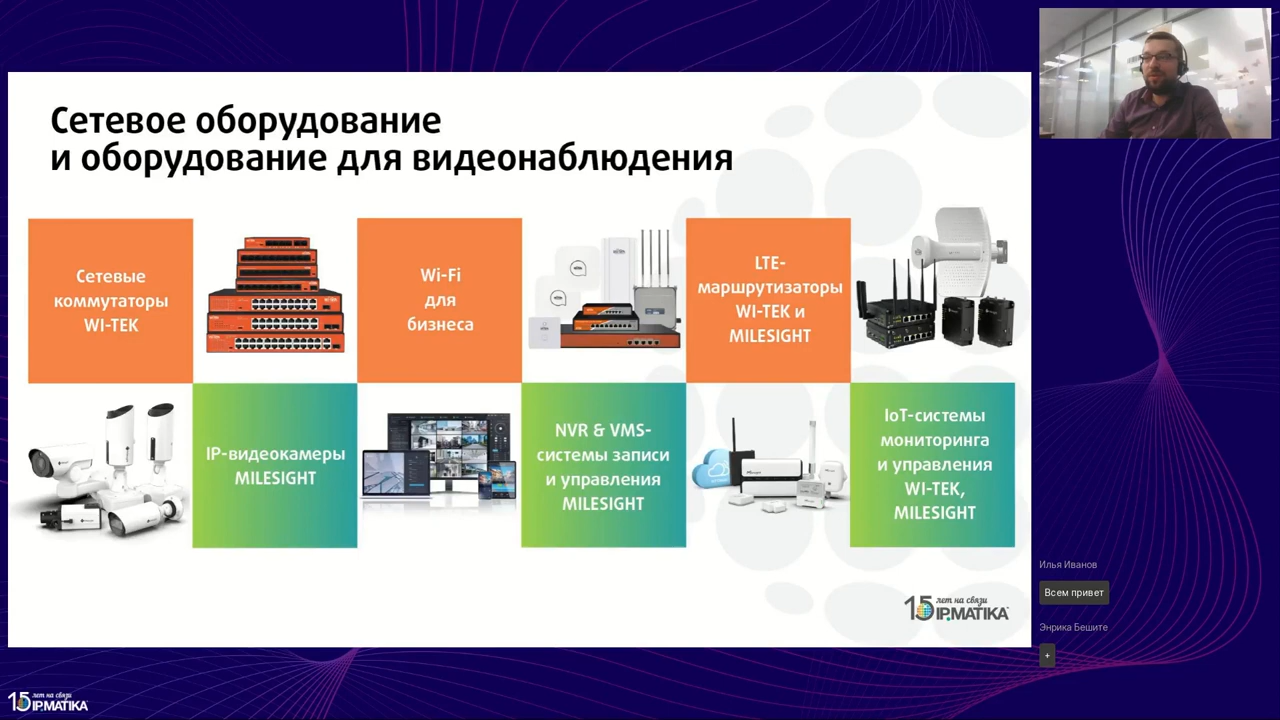 Сетевое оборудование
и оборудование для видеонаблюдения
Сетевые
коммутаторы
WI-TEK
Wi-Fi
для
бизнеса
LTE-
маршрутизаторы
WI-TEK и
MILESIGHT
IP-видеокамеры
MILESIGHT
NVR & VMS-
системы записи
и управления
MILESIGHT
IoT-системы
мониторинга
и управления
WI-TEK,
MILESIGHT
15 лет на связи
IP.MATIKA
Илья Иванов
Всем привет
Энрика Бешите
+
15 лет на связи
IP.MATIKA